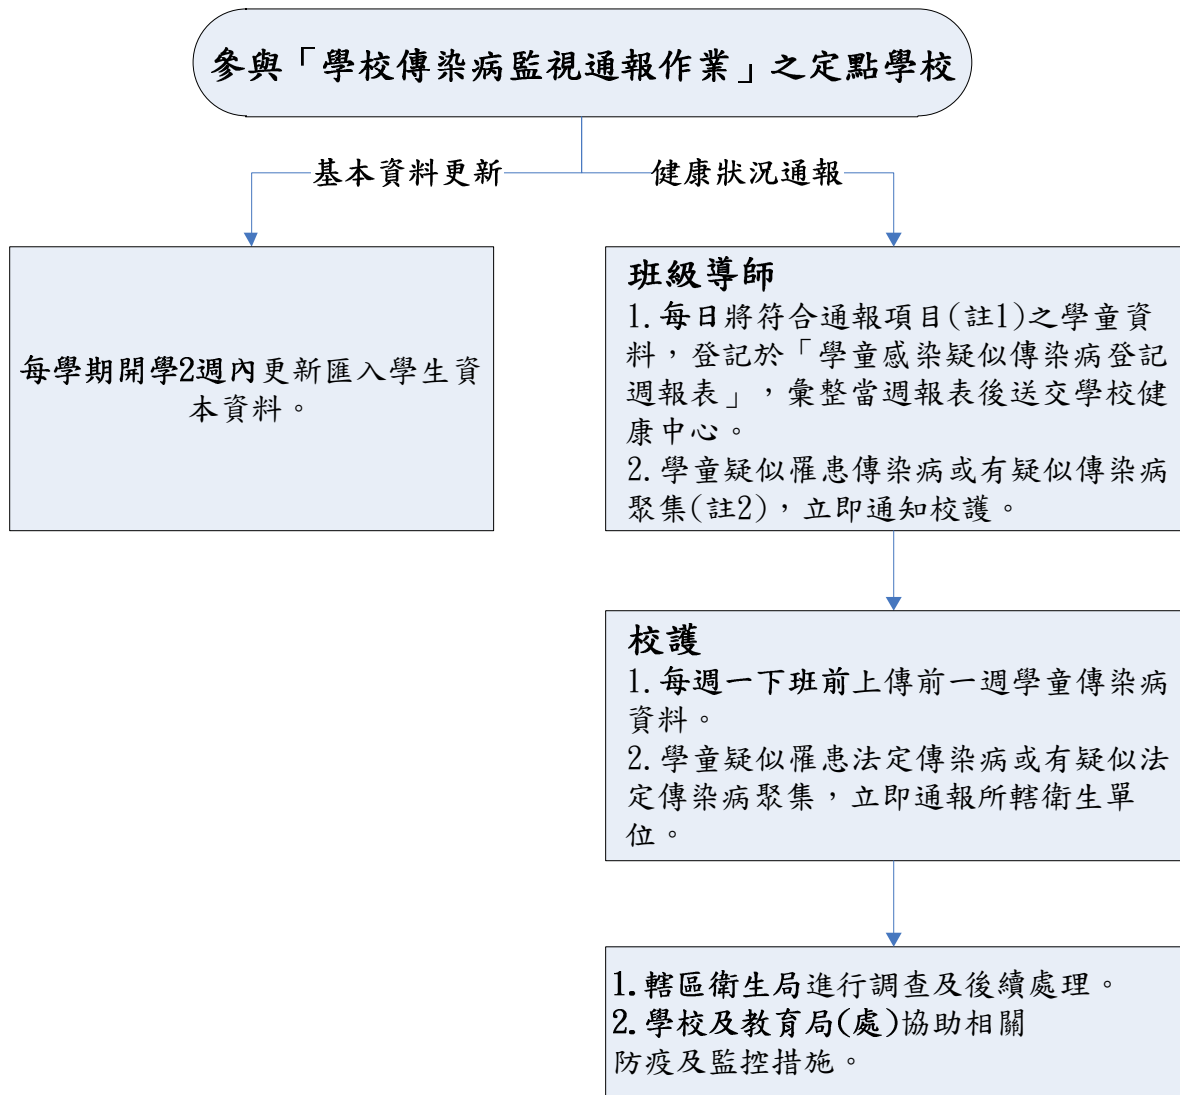 參與「學校傳染病監視通報作業」之定點學校
基本資料更新
健康狀況通報
每學期開學2週內更新匯入學生資
本資料。
班級導師
1. 每日將符合通報項目(註1)之學童資
料，登記於「學童感染疑似傳染病登記
週報表」，彙整當週報表後送交學校健
康中心。
2. 學童疑似罹患傳染病或有疑似傳染病
聚集(註2)，立即通知校護。
校護
1. 每週一下班前上傳前一週學童傳染病
資料。
2. 學童疑似罹患法定傳染病或有疑似法
定傳染病聚集，立即通報所轄衛生單
位。
1. 轄區衛生局進行調查及後續處理。
2. 學校及教育局(處)協助相關
防疫及監控措施。